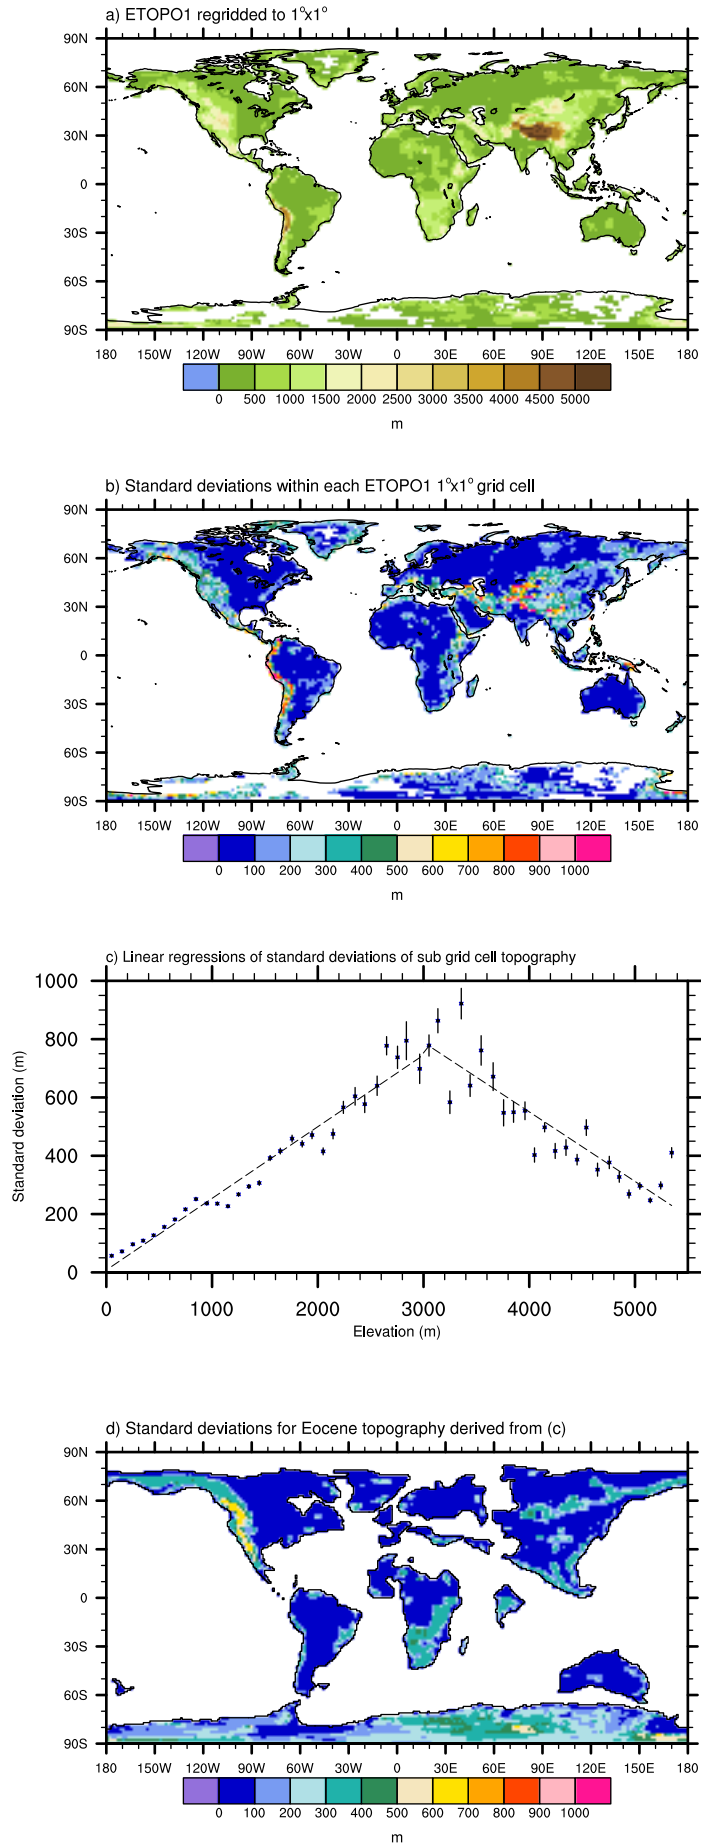 a) ETOPO1 regridded to 1°x1°
90N
60N
30N
0
30S
60S
90S
180 150W 120W 90W 60W 30W 0 30E 60E 90E 120E 150E 180
0 500 1000 1500 2000 2500 3000 3500 4000 4500 5000
m
b) Standard deviations within each ETOPO1 1°x1° grid cell
90N
60N
30N
0
30S
60S
90S
180 150W 120W 90W 60W 30W 0 30E 60E 90E 120E 150E 180
0 100 200 300 400 500 600 700 800 900 1000
m
c) Linear regressions of standard deviations of sub grid cell topography
1000
800
600
400
200
0
Standard deviation (m)
0 1000 2000 3000 4000 5000
Elevation (m)
d) Standard deviations for Eocene topography derived from (c)
90N
60N
30N
0
30S
60S
90S
180 150W 120W 90W 60W 30W 0 30E 60E 90E 120E 150E 180
0 100 200 300 400 500 600 700 800 900 1000
m